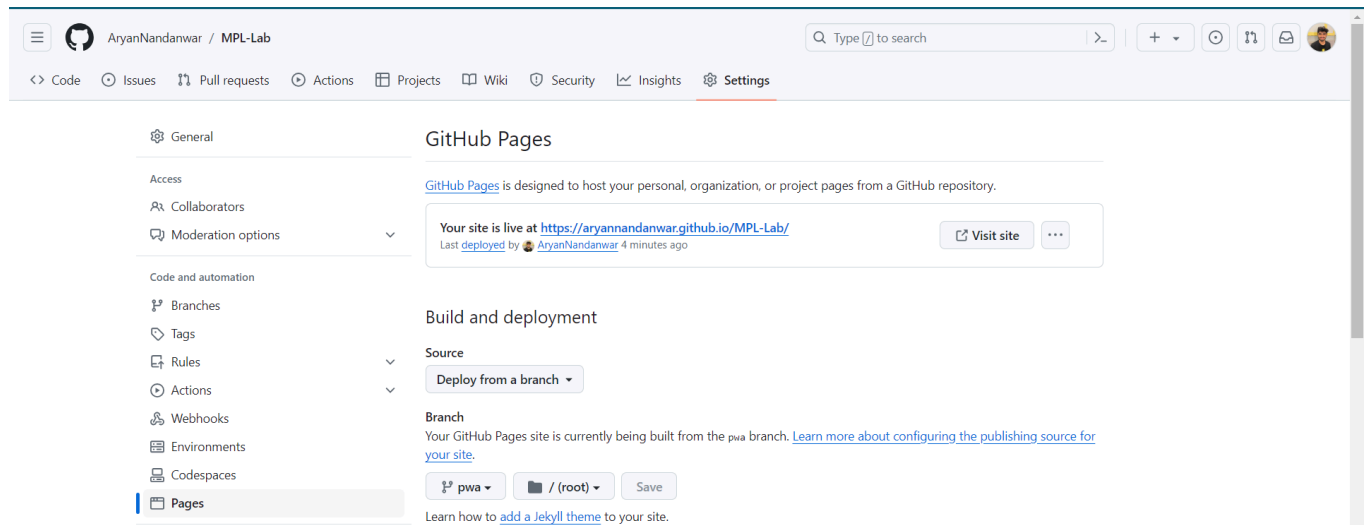 AryanNandanwar / MPL-Lab
Type / to search
<> Code
Issues
Pull requests
Actions
Projects
Wiki
Security
Insights
Settings
General
Access
Collaborators
Moderation options
Code and automation
Branches
Tags
Rules
Actions
Webhooks
Environments
Codespaces
Pages
GitHub Pages
GitHub Pages is designed to host your personal, organization, or project pages from a GitHub repository.
Your site is live at https://aryannandanwar.github.io/MPL-Lab/
Last deployed by AryanNandanwar 4 minutes ago
Visit site
Build and deployment
Source
Deploy from a branch
Branch
Your GitHub Pages site is currently being built from the pwa branch. Learn more about configuring the publishing source for
your site.
pwa
/ (root)
Save
Learn how to add a Jekyll theme to your site.